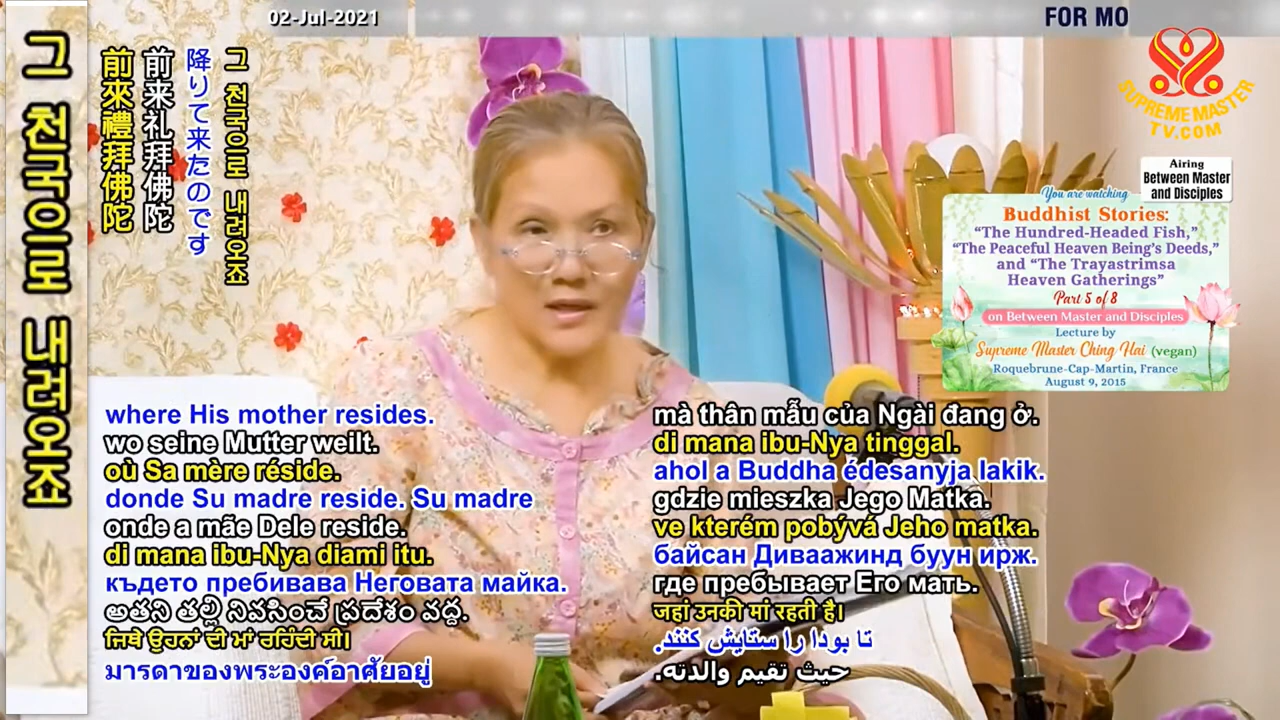 02-Jul-2021
FOR MO
SUPREME MASTER
TV.COM
Airing
Between Master
and Disciples
You are watching
Buddhist Stories:
“The Hundred-Headed Fish,”
“The Peaceful Heaven Being’s Deeds,”
and “The Trayastrimsa
Heaven Gatherings”
Part 5 of 8
on Between Master and Disciples
Lecture by
Supreme Master Ching Hai (vegan)
Roquebrune-Cap-Martin, France
August 9, 2015
그 천국으로 내려오죠
前來禮拜佛陀
前来礼拜佛陀
降りて来たのです
그 천국으로 내려오죠
where His mother resides.
wo seine Mutter weilt.
où Sa mère réside.
donde Su madre reside. Su madre
onde a mãe Dele reside.
di mana ibu-Nya diami itu.
където пребивава Неговата майка.
అతని తల్లి నివసించే ప్రదేశం వద్ద.
ਜਿਥੇ ਉਹਨਾਂ ਦੀ ਮਾਂ ਰਹਿੰਦੀ ਸੀ।
มารดาของพระองค์อาศัยอยู่
mà thân mẫu của Ngài đang ở.
di mana ibu-Nya tinggal.
ahol a Buddha édesanyja lakik.
gdzie mieszka Jego Matka.
ve kterém pobývá Jeho matka.
байсан Диваажинд буун ирж.
где пребывает Его мать.
जहां उनकी मां रहती है।
تا بودا را ستایش کنند.
حيث تقيم والدته.